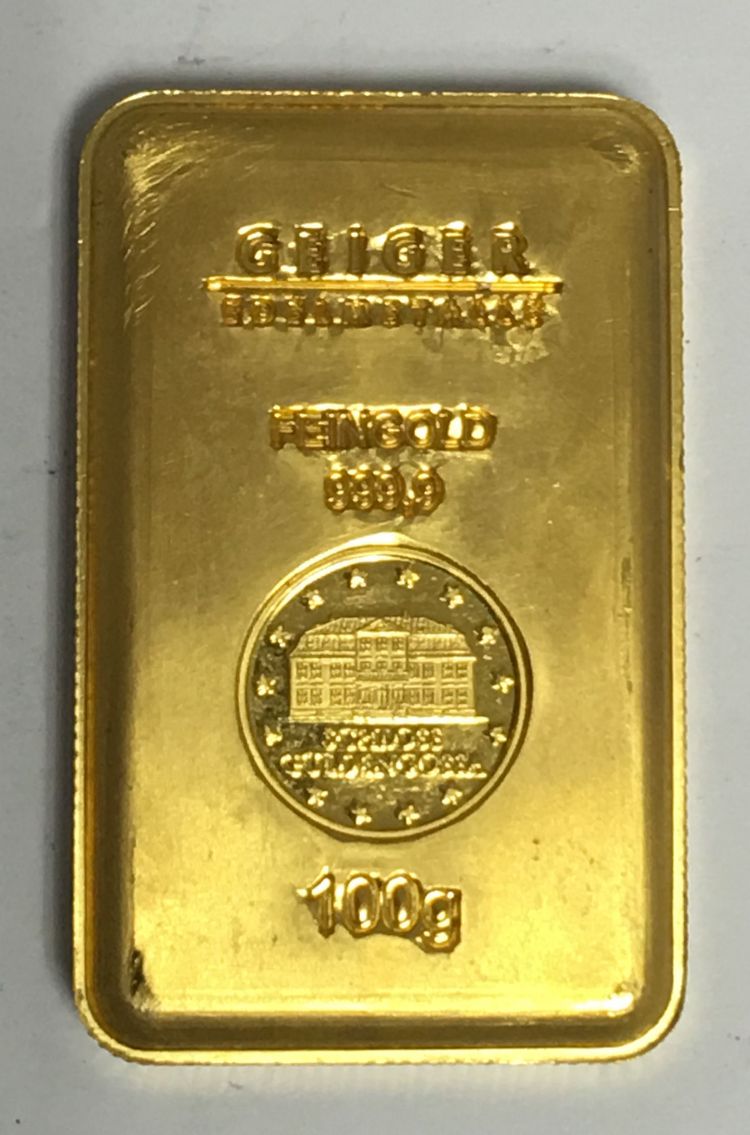 GEIGER
EDELMETALLE
FEINGOLD
999,9
SCHLOSS
GÜLDENGOSSA
100g